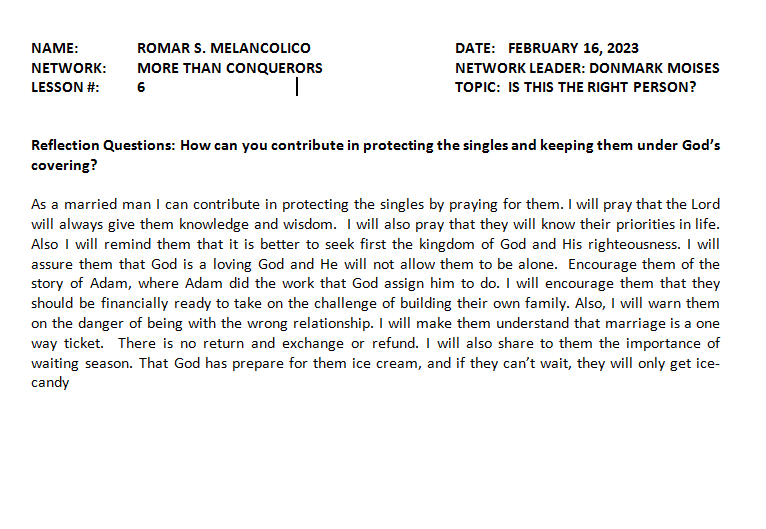 NAME: ROMAR S. MELANCOLICO DATE: FEBRUARY 16, 2023
NETWORK: MORE THAN CONQUERORS NETWORK LEADER: DONMARK MOISES
LESSON #: 6 TOPIC: IS THIS THE RIGHT PERSON?
Reflection Questions: How can you contribute in protecting the singles and keeping them under God's
covering?
As a married man I can contribute in protecting the singles by praying for them. I will pray that the Lord
will always give them knowledge and wisdom. I will also pray that they will know their priorities in life.
Also I will remind them that it is better to seek first the kingdom of God and His righteousness. I will
assure them that God is a loving God and He will not allow them to be alone. Encourage them of the
story of Adam, where Adam did the work that God assign him to do. I will encourage them that they
should be financially ready to take on the challenge of building their own family. Also, I will warn them
on the danger of being with the wrong relationship. I will make them understand that marriage is a one
way ticket. There is no return and exchange or refund. I will also share to them the importance of
waiting season. That God has prepare for them ice cream, and if they can't wait, they will only get ice-
candy